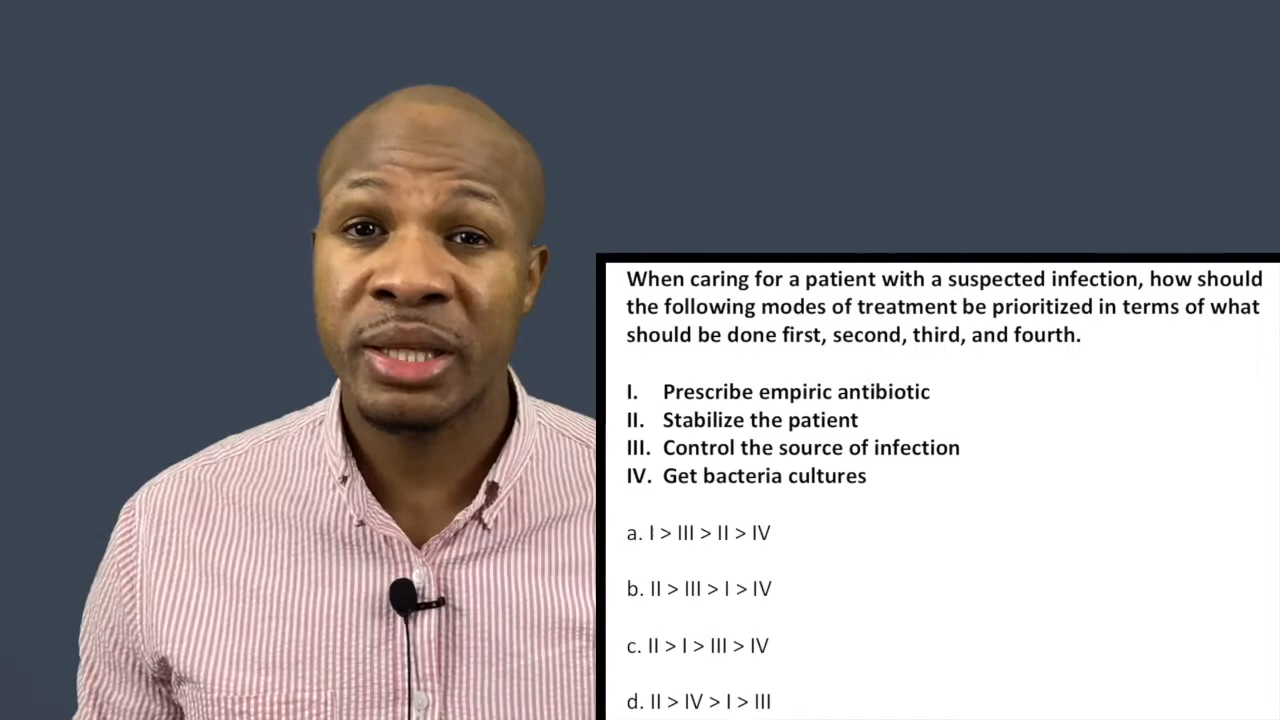 When caring for a patient with a suspected infection, how should
the following modes of treatment be prioritized in terms of what
should be done first, second, third, and fourth.
I. Prescribe empiric antibiotic
II. Stabilize the patient
III. Control the source of infection
IV. Get bacteria cultures
a. I > III > II > IV
b. II > III > I > IV
c. II > I > III > IV
d. II > IV > I > III